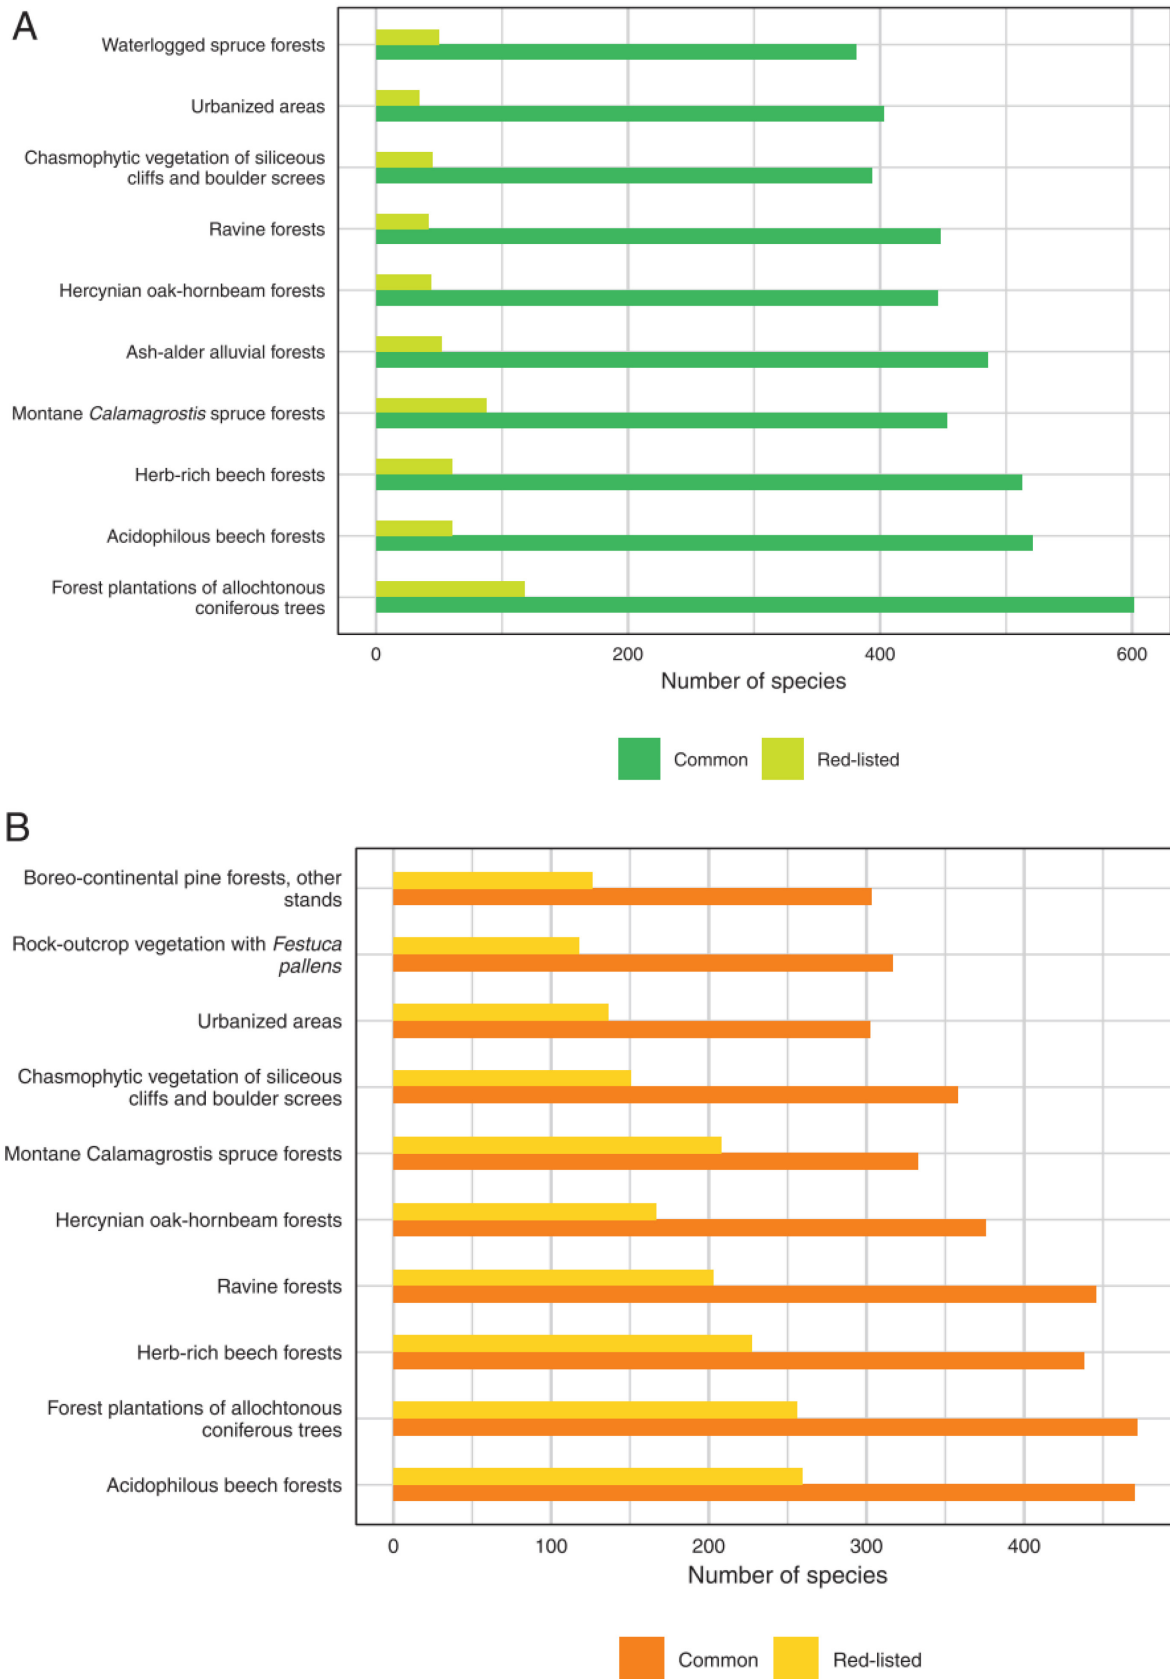 A
Waterlogged spruce forests
Urbanized areas
Chasmophytic vegetation of siliceous
cliffs and boulder screes
Ravine forests
Hercynian oak-hornbeam forests
Ash-alder alluvial forests
Montane Calamagrostis spruce forests
Herb-rich beech forests
Acidophilous beech forests
Forest plantations of allochtonous
coniferous trees
0 200 400 600
Number of species
Common Red-listed
B
Boreo-continental pine forests, other
stands
Rock-outcrop vegetation with Festuca
pallens
Urbanized areas
Chasmophytic vegetation of siliceous
cliffs and boulder screes
Montane Calamagrostis spruce forests
Hercynian oak-hornbeam forests
Ravine forests
Herb-rich beech forests
Forest plantations of allochtonous
coniferous trees
Acidophilous beech forests
0 100 200 300 400
Number of species
Common Red-listed